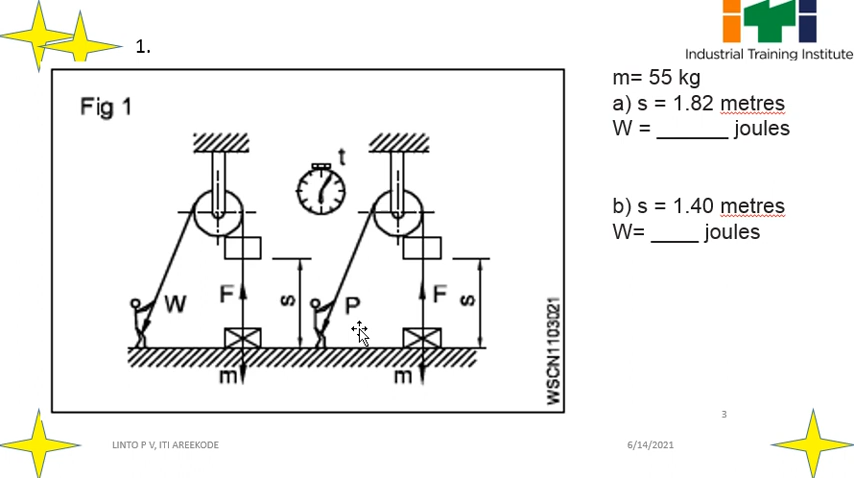 1.
Industrial Training Institute
Fig 1
t
W
F
s
P
F
s
m
m
WSCN1103021
m= 55 kg
a) s = 1.82 metres
W = ______ joules
b) s = 1.40 metres
W= ____ joules
3
LINTO P V, ITI AREEKODE
6/14/2021